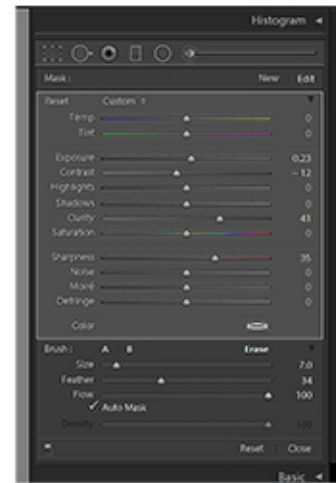 Histogram
Mask: New Edit
Reset Custom
Temp 0
Tint 0
Exposure 0,23
Contrast – 12
Highlights 0
Shadows 0
Clarity 41
Saturation 0
Sharpness 35
Noise 0
Moiré 0
Defringe 0
Color
Brush: A B Erase
Size 7,0
Feather 34
Flow 100
Auto Mask
Density 100
Reset Close
Basic